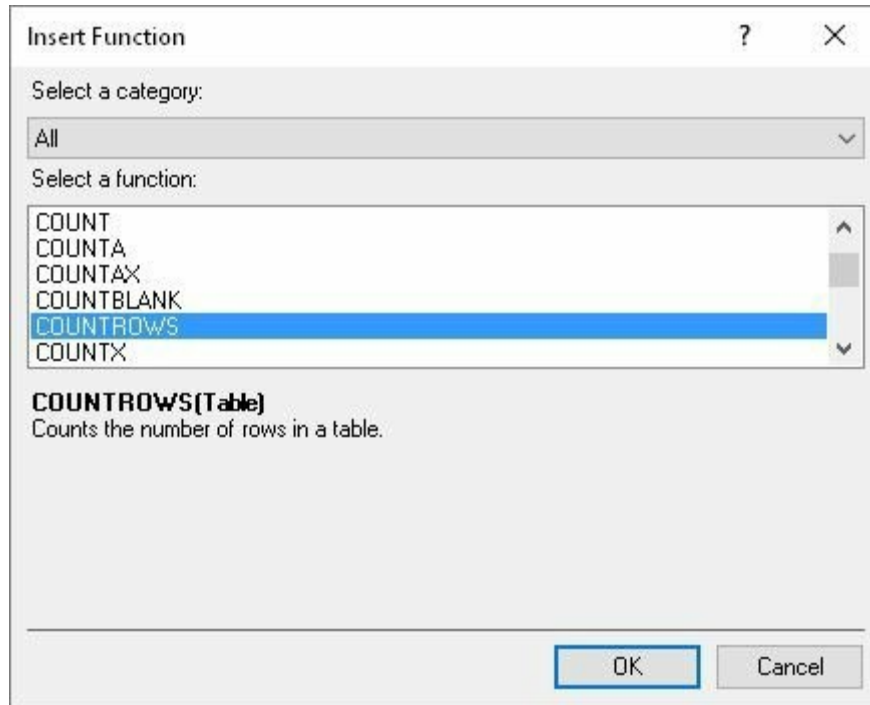 Insert Function
?
Select a category:
All
Select a function:
COUNT
COUNTA
COUNTAX
COUNTBLANK
COUNTROWS
COUNTX
COUNTROWS(Table)
Counts the number of rows in a table.
OK Cancel